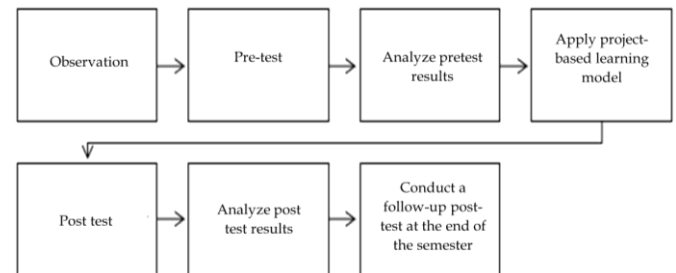 Observation
Pre-test
Analyze pretest
results
Apply project-
based learning
model
Post test
Analyze post
test results
Conduct a
follow-up post-
test at the end of
the semester